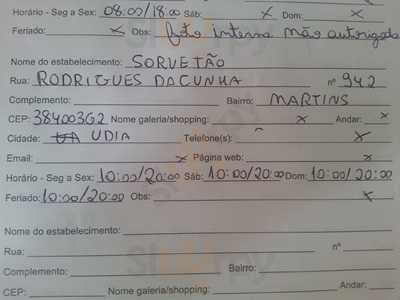 Horário - Seg a Sex: 08:00/18:00 Sáb: x Dom: x
Feriado: x Obs: foto interna não autorizada
Nome do estabelecimento: SORVETÃO
Rua: RODRIGUES DACUNHA nº 942
Complemento: Bairro: MARTINS
CEP: 38400362 Nome galeria/shopping: x Andar: x
Cidade: UDIA Telefone(s): x
Email: x Página web: x
Horário - Seg a Sex: 10:00/20:00 Sáb: 10:00/20:00 Dom: 10:00/20:00
Feriado: 10:00/20:00 Obs: x
Nome do estabelecimento:
Rua: nº
Complemento: Bairro:
CEP: Nome galeria/shopping: Andar: